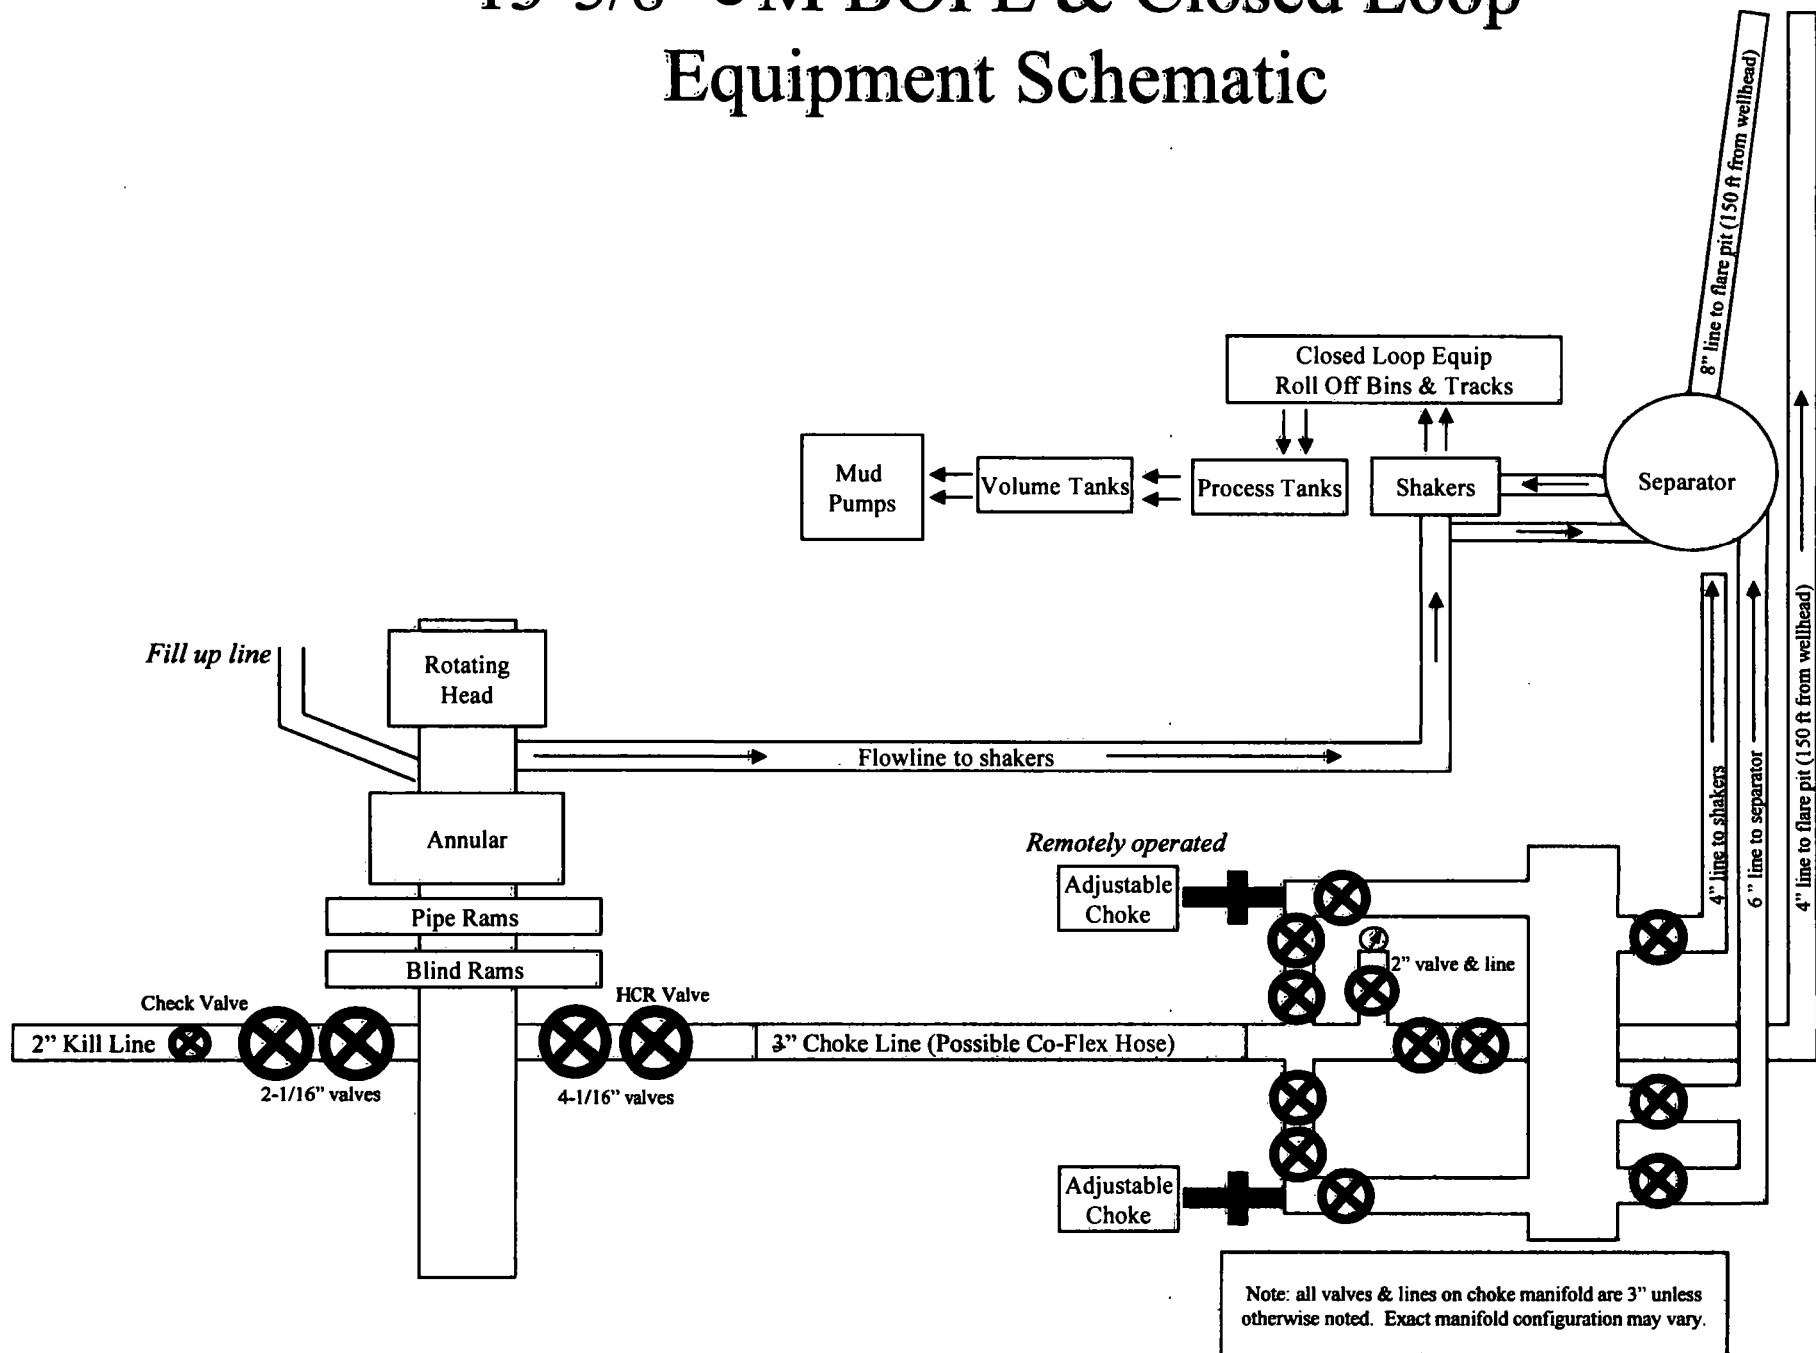 BOPE & Closed Loop
Equipment Schematic
8” line to flare pit (150 ft from wellhead)
Closed Loop Equip
Roll Off Bins & Tracks
Mud
Pumps
Volume Tanks
Process Tanks
Shakers
Separator
Fill up line
Rotating
Head
Flowline to shakers
4” line to shakers
6” line to separator
4” line to flare pit (150 ft from wellhead)
Annular
Remotely operated
Adjustable
Choke
Pipe Rams
2” valve & line
Blind Rams
Check Valve
HCR Valve
2” Kill Line
3” Choke Line (Possible Co-Flex Hose)
2-1/16” valves
4-1/16” valves
Adjustable
Choke
Note: all valves & lines on choke manifold are 3” unless
otherwise noted. Exact manifold configuration may vary.